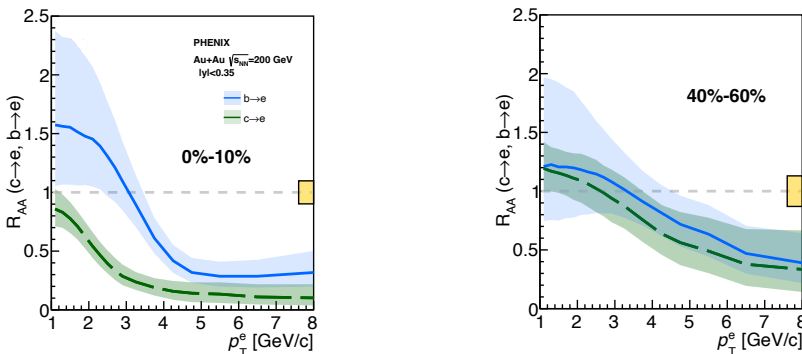 2.5
2
1.5
1
0.5
0
R_AA (c→e, b→e)
PHENIX
Au+Au √s_NN=200 GeV
|y|<0.35
b→e
c→e
0%-10%
1 2 3 4 5 6 7 8
p_T^e [GeV/c]
2.5
2
1.5
1
0.5
0
R_AA (c→e, b→e)
40%-60%
1 2 3 4 5 6 7 8
p_T^e [GeV/c]